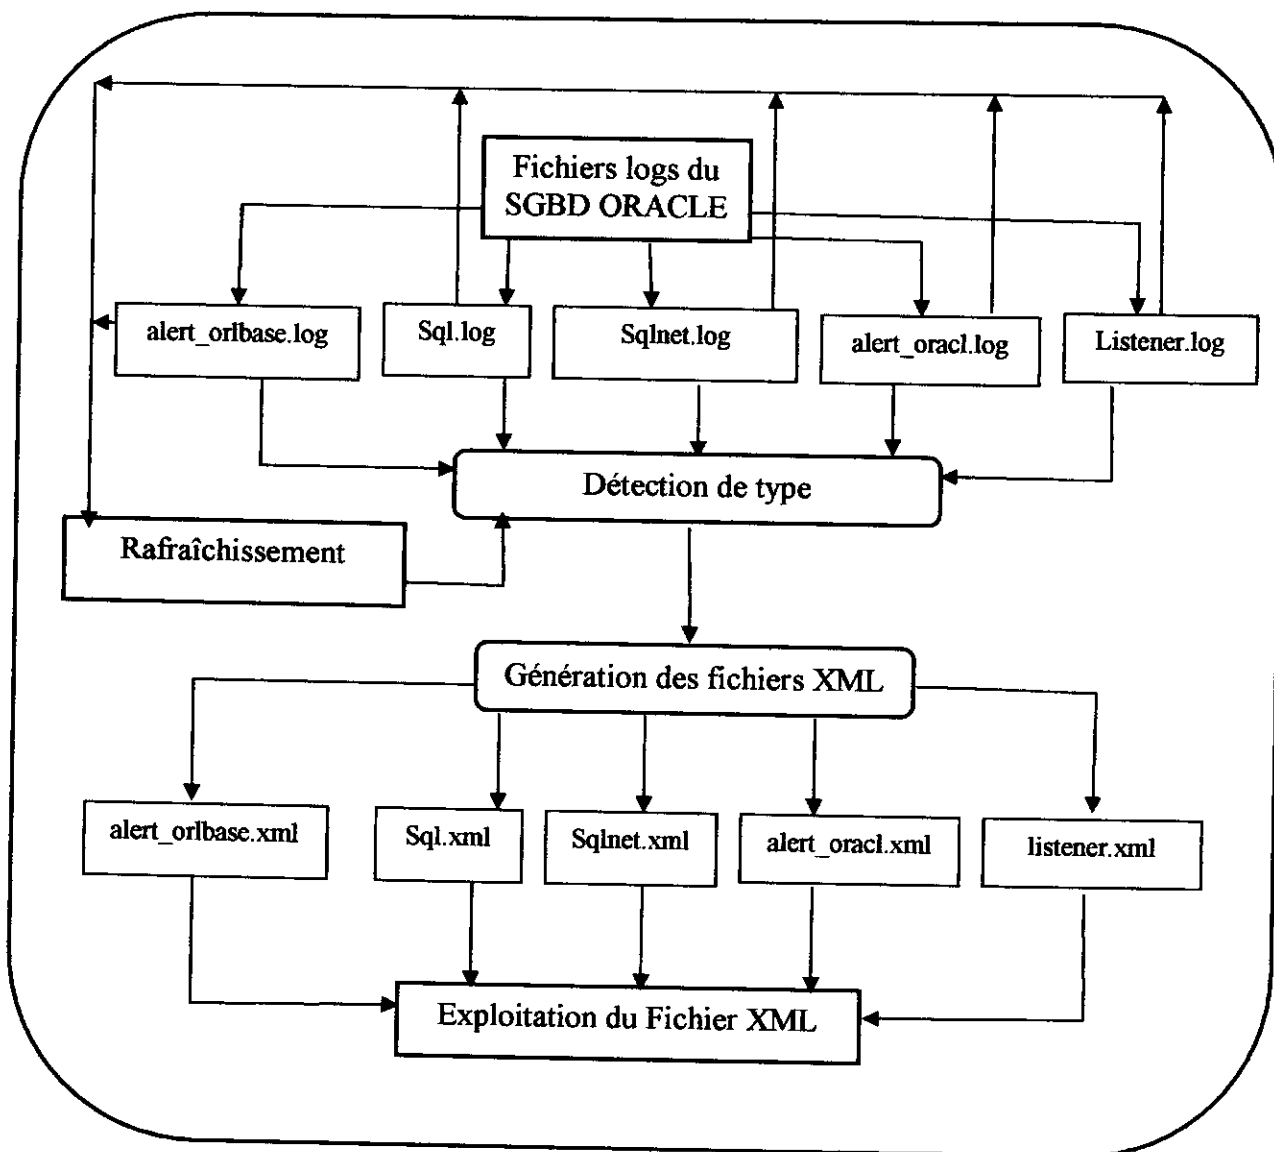 Fichiers logs du
SGBD ORACLE
alert_orlbase.log
Sql.log
Sqlnet.log
alert_oracl.log
Listener.log
Détection de type
Rafraîchissement
Génération des fichiers XML
alert_orlbase.xml
Sql.xml
Sqlnet.xml
alert_oracl.xml
listener.xml
Exploitation du Fichier XML